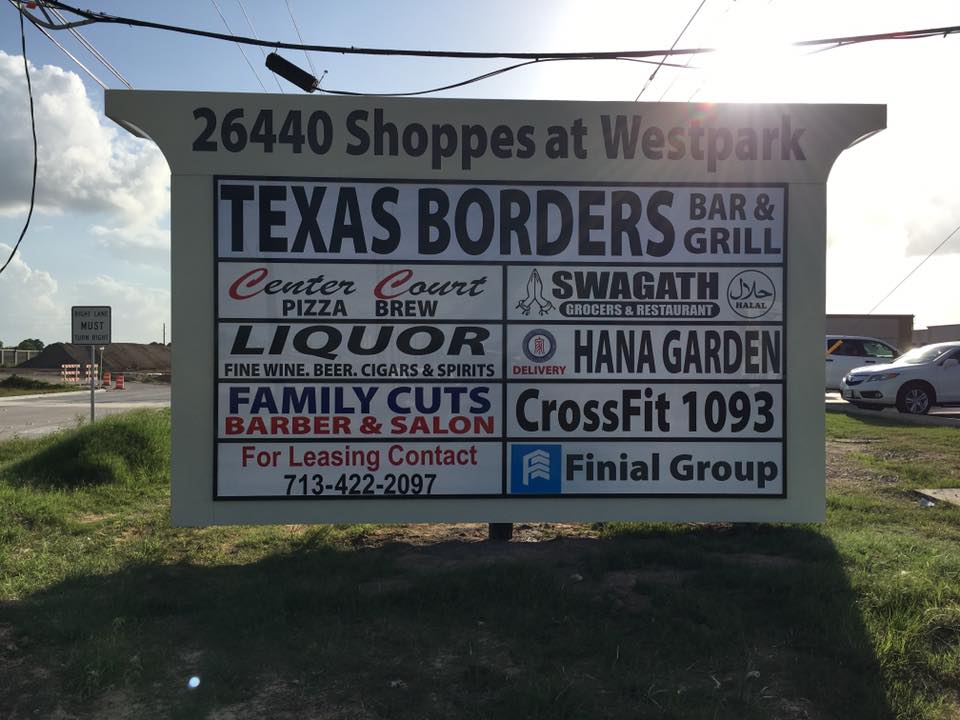 26440 Shoppes at Westpark
TEXAS BORDERS BAR & GRILL
Center Court
PIZZA BREW
SWAGATH
GROCERS & RESTAURANT
حلال
HALAL
LIQUOR
FINE WINE. BEER. CIGARS & SPIRITS
DELIVERY
HANA GARDEN
FAMILY CUTS
BARBER & SALON
CrossFit 1093
For Leasing Contact
713-422-2097
Finial Group
RIGHT LANE
MUST
TURN RIGHT